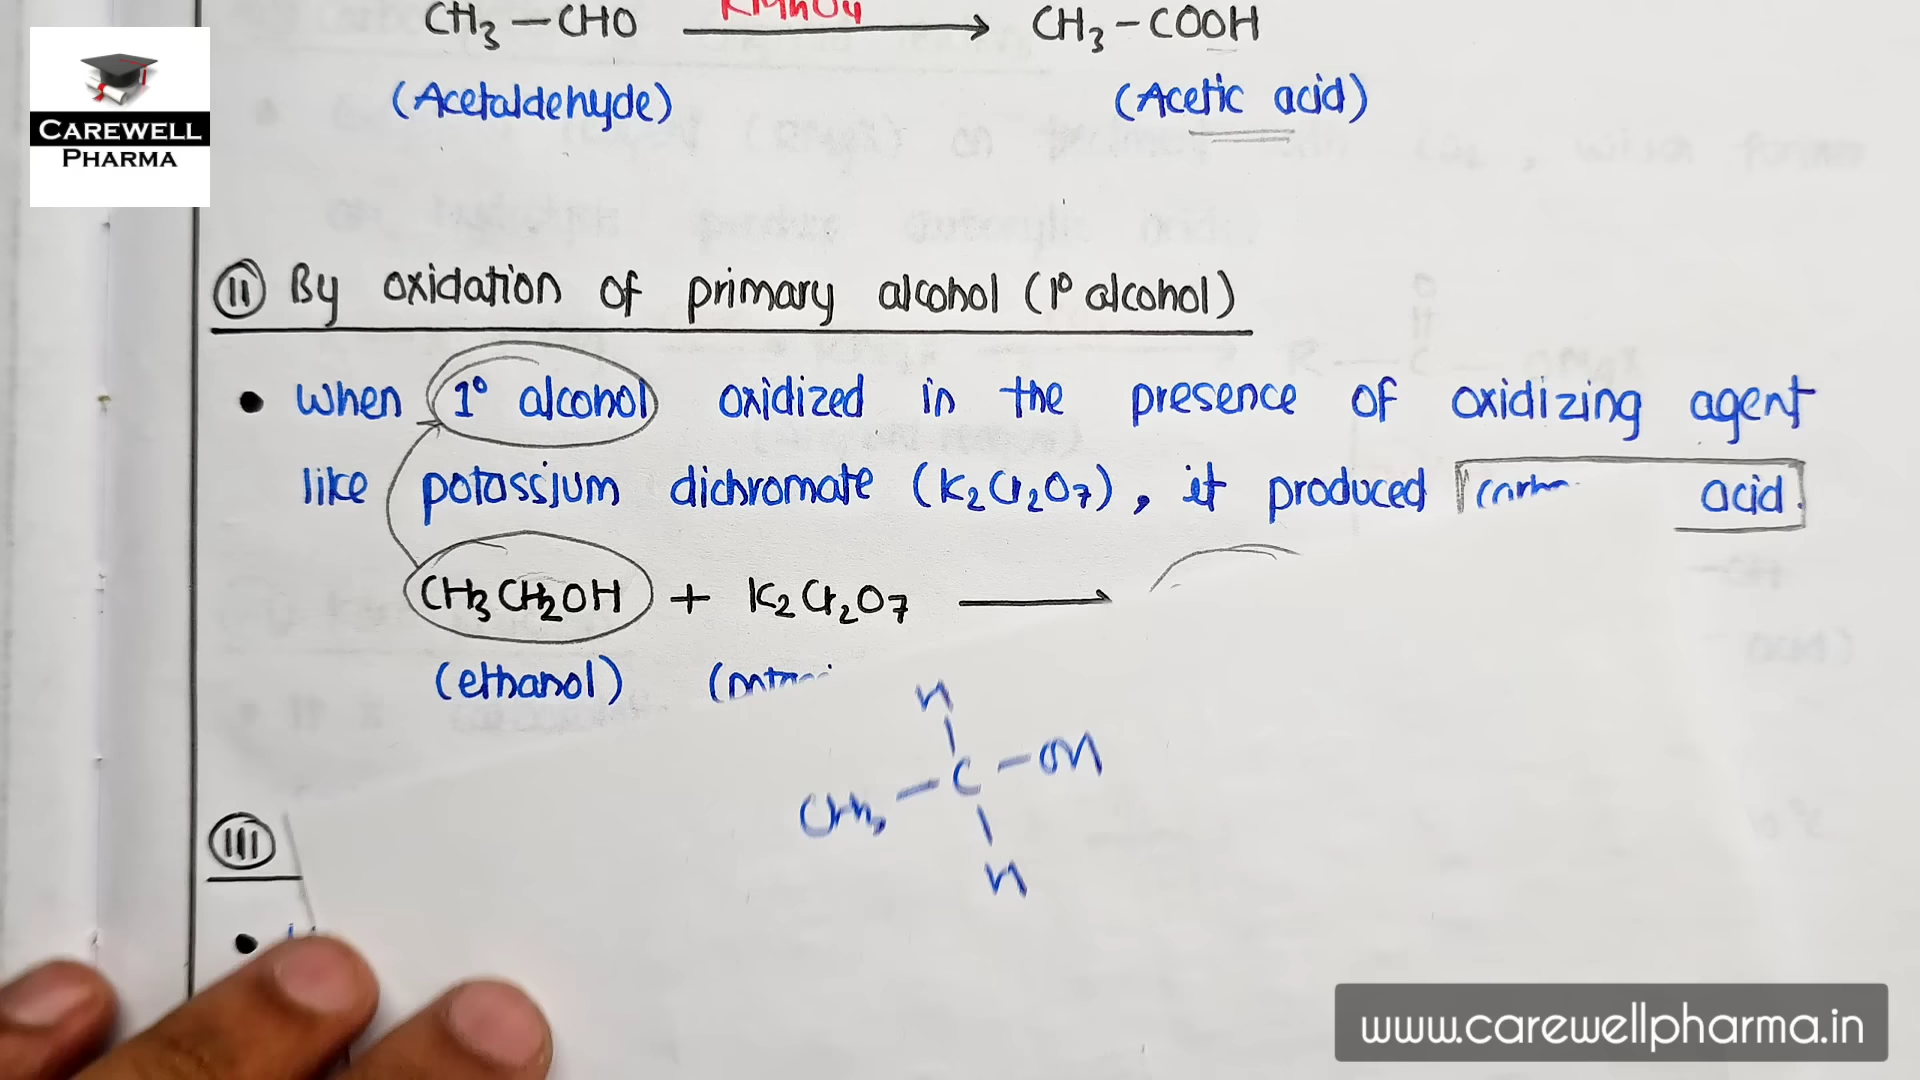 CH3 — CHO KMnO4 CH3 - COOH
(Acetaldehyde) (Acetic acid)
CAREWELL
PHARMA
(II) By oxidation of primary alcohol (1° alcohol)
• When 1° alcohol oxidized in the presence of oxidizing agent
like potassium dichromate (K2Cr2O7), it produced acid.
CH3CH2OH + K2Cr2O7
(ethanol)
H
CH3 - C - OH
H
(III)
www.carewellpharma.in